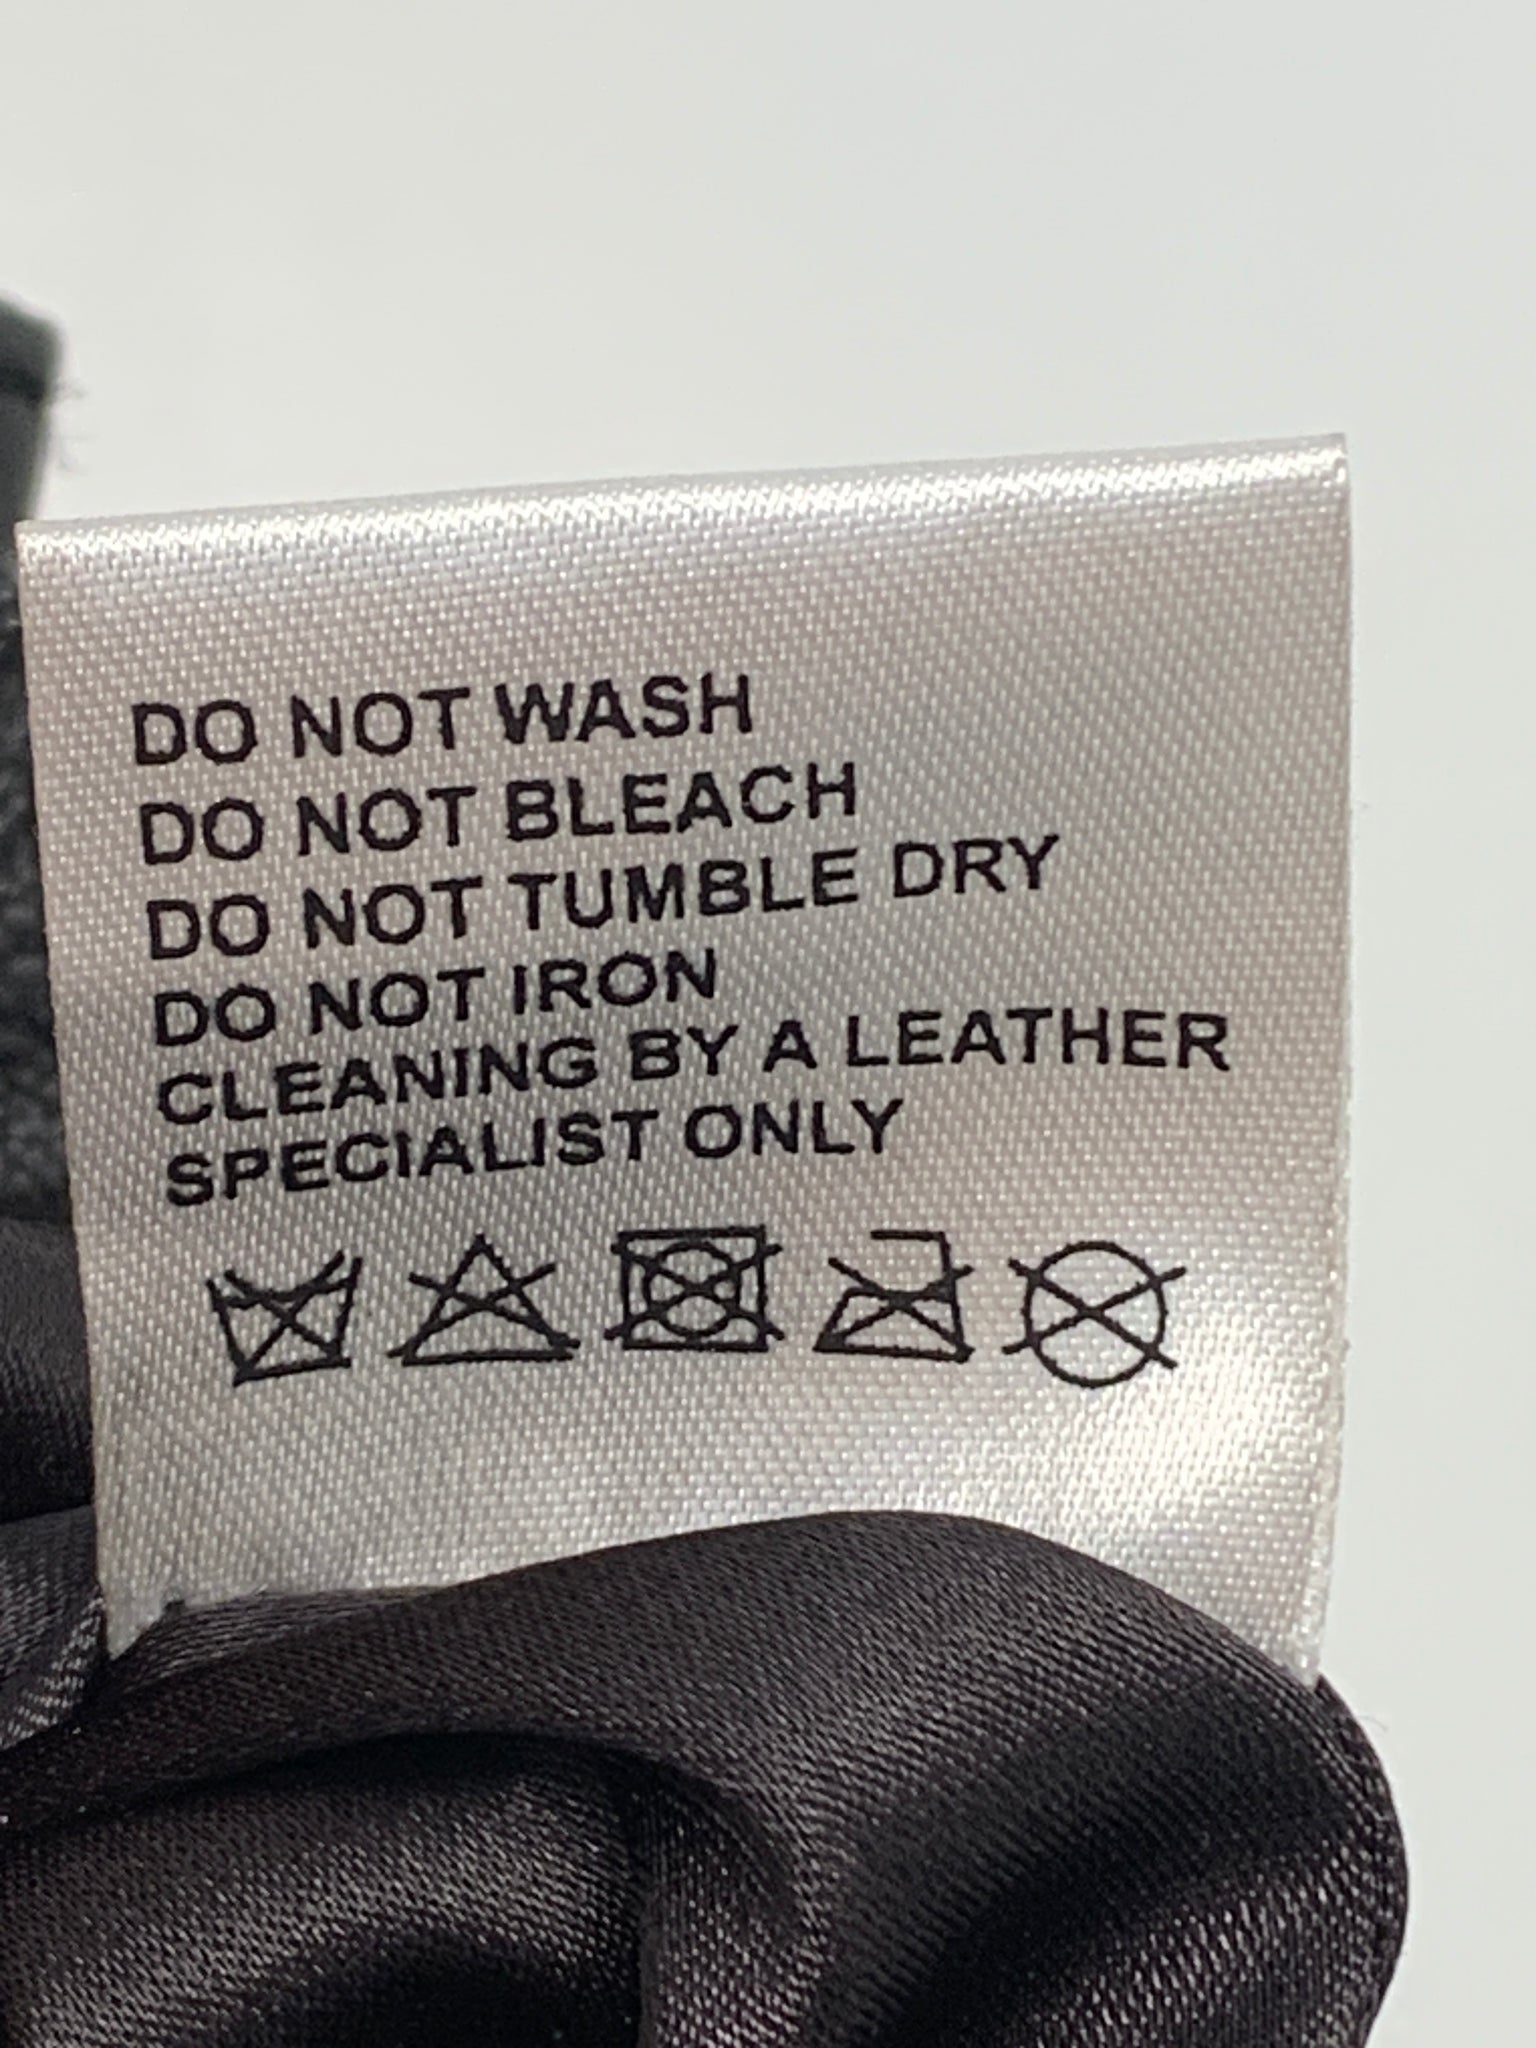 DO NOT WASH
DO NOT BLEACH
DO NOT TUMBLE DRY
DO NOT IRON
CLEANING BY A LEATHER
SPECIALIST ONLY